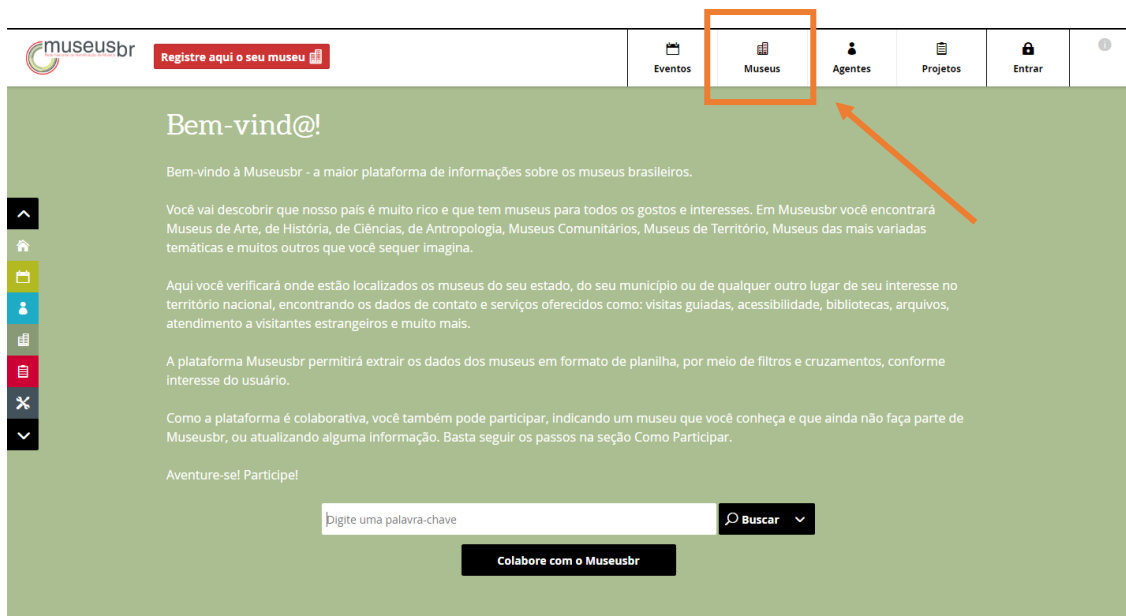 museusbr
Registre aqui o seu museu
Eventos
Museus
Agentes
Projetos
Entrar
Bem-vind@!
Bem-vindo à Museusbr - a maior plataforma de informações sobre os museus brasileiros.
Você vai descobrir que nosso país é muito rico e que tem museus para todos os gostos e interesses. Em Museusbr você encontrará
Museus de Arte, de História, de Ciências, de Antropologia, Museus Comunitários, Museus de Território, Museus das mais variadas
temáticas e muitos outros que você sequer imagina.
Aqui você verificará onde estão localizados os museus do seu estado, do seu município ou de qualquer outro lugar de seu interesse no
território nacional, encontrando os dados de contato e serviços oferecidos como: visitas guiadas, acessibilidade, bibliotecas, arquivos,
atendimento a visitantes estrangeiros e muito mais.
A plataforma Museusbr permitirá extrair os dados dos museus em formato de planilha, por meio de filtros e cruzamentos, conforme
interesse do usuário.
Como a plataforma é colaborativa, você também pode participar, indicando um museu que você conheça e que ainda não faça parte de
Museusbr, ou atualizando alguma informação. Basta seguir os passos na seção Como Participar.
Aventure-se! Participe!
Digite uma palavra-chave
Buscar
Colabore com o Museusbr